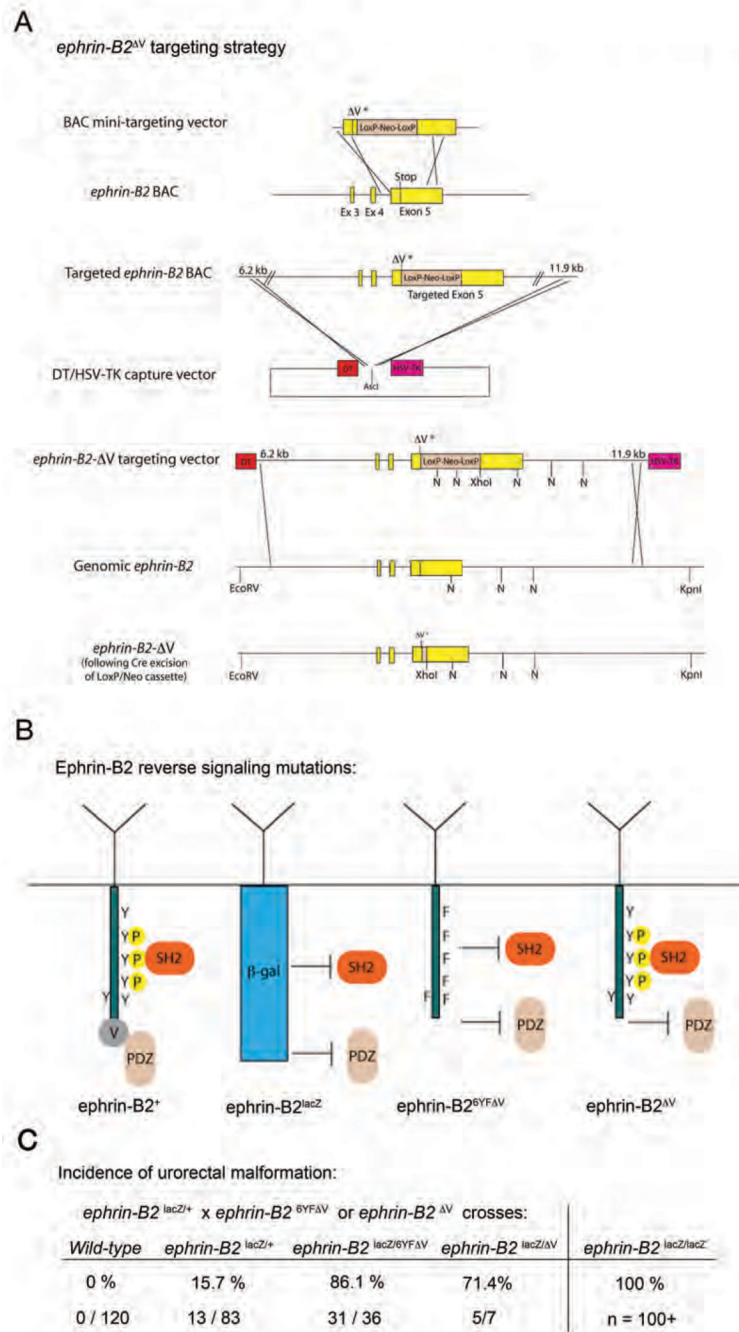 A
ephrin-B2ΔV targeting strategy
ΔV *
BAC mini-targeting vector
LoxP-Neo-LoxP
Stop
ephrin-B2 BAC
Ex 3 Ex 4 Exon 5
ΔV *
6.2 kb 11.9 kb
Targeted ephrin-B2 BAC
LoxP-Neo-LoxP
Targeted Exon 5
DT/HSV-TK capture vector
DT HSV-TK
AscI
ΔV *
ephrin-B2-ΔV targeting vector
DT 6.2 kb LoxP-Neo-LoxP 11.9 kb HSV-TK
N N XhoI N N N
Genomic ephrin-B2
EcoRV N N N KpnI
ephrin-B2-ΔV
(following Cre excision
of LoxP/Neo cassette)
ΔV *
EcoRV XhoI N N N KpnI
B
Ephrin-B2 reverse signaling mutations:
Y F Y
Y P F Y P
Y P SH2 β-gal SH2 F SH2 Y P SH2
Y P F Y P
Y Y F F Y Y
V PDZ PDZ PDZ PDZ
ephrin-B2+ ephrin-B2lacZ ephrin-B26YFΔV ephrin-B2ΔV
C
Incidence of urorectal malformation:
ephrin-B2 lacZ/+ x ephrin-B2 6YFΔV or ephrin-B2 ΔV crosses:
Wild-type ephrin-B2 lacZ/+ ephrin-B2 lacZ/6YFΔV ephrin-B2 lacZ/ΔV ephrin-B2 lacZ/lacZ
0 % 15.7 % 86.1 % 71.4% 100 %
0 / 120 13 / 83 31 / 36 5/7 n = 100+